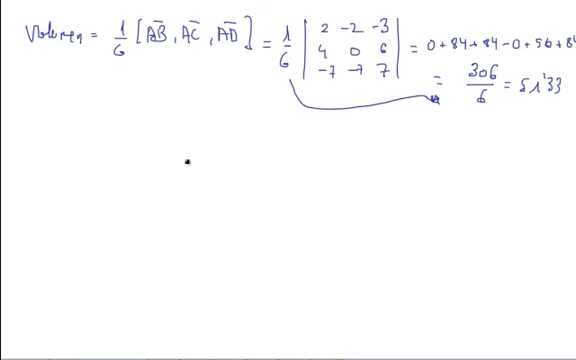 Volumen = 1/6 [AB, AC, AD] = 1/6 | 2 -2 -3 | = 0 + 84 + 84 - 0 + 56 + 84
| 4 0 6 |
| -7 -7 7 |
= 306/6 = 51'33